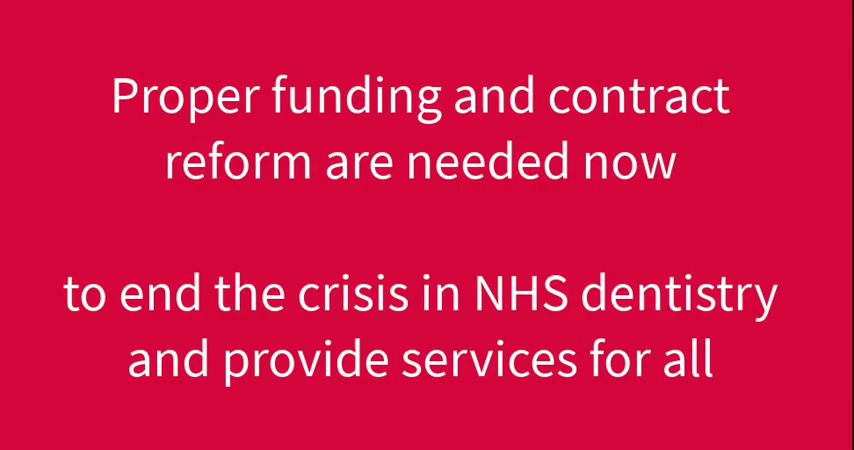 Proper funding and contract
reform are needed now
to end the crisis in NHS dentistry
and provide services for all